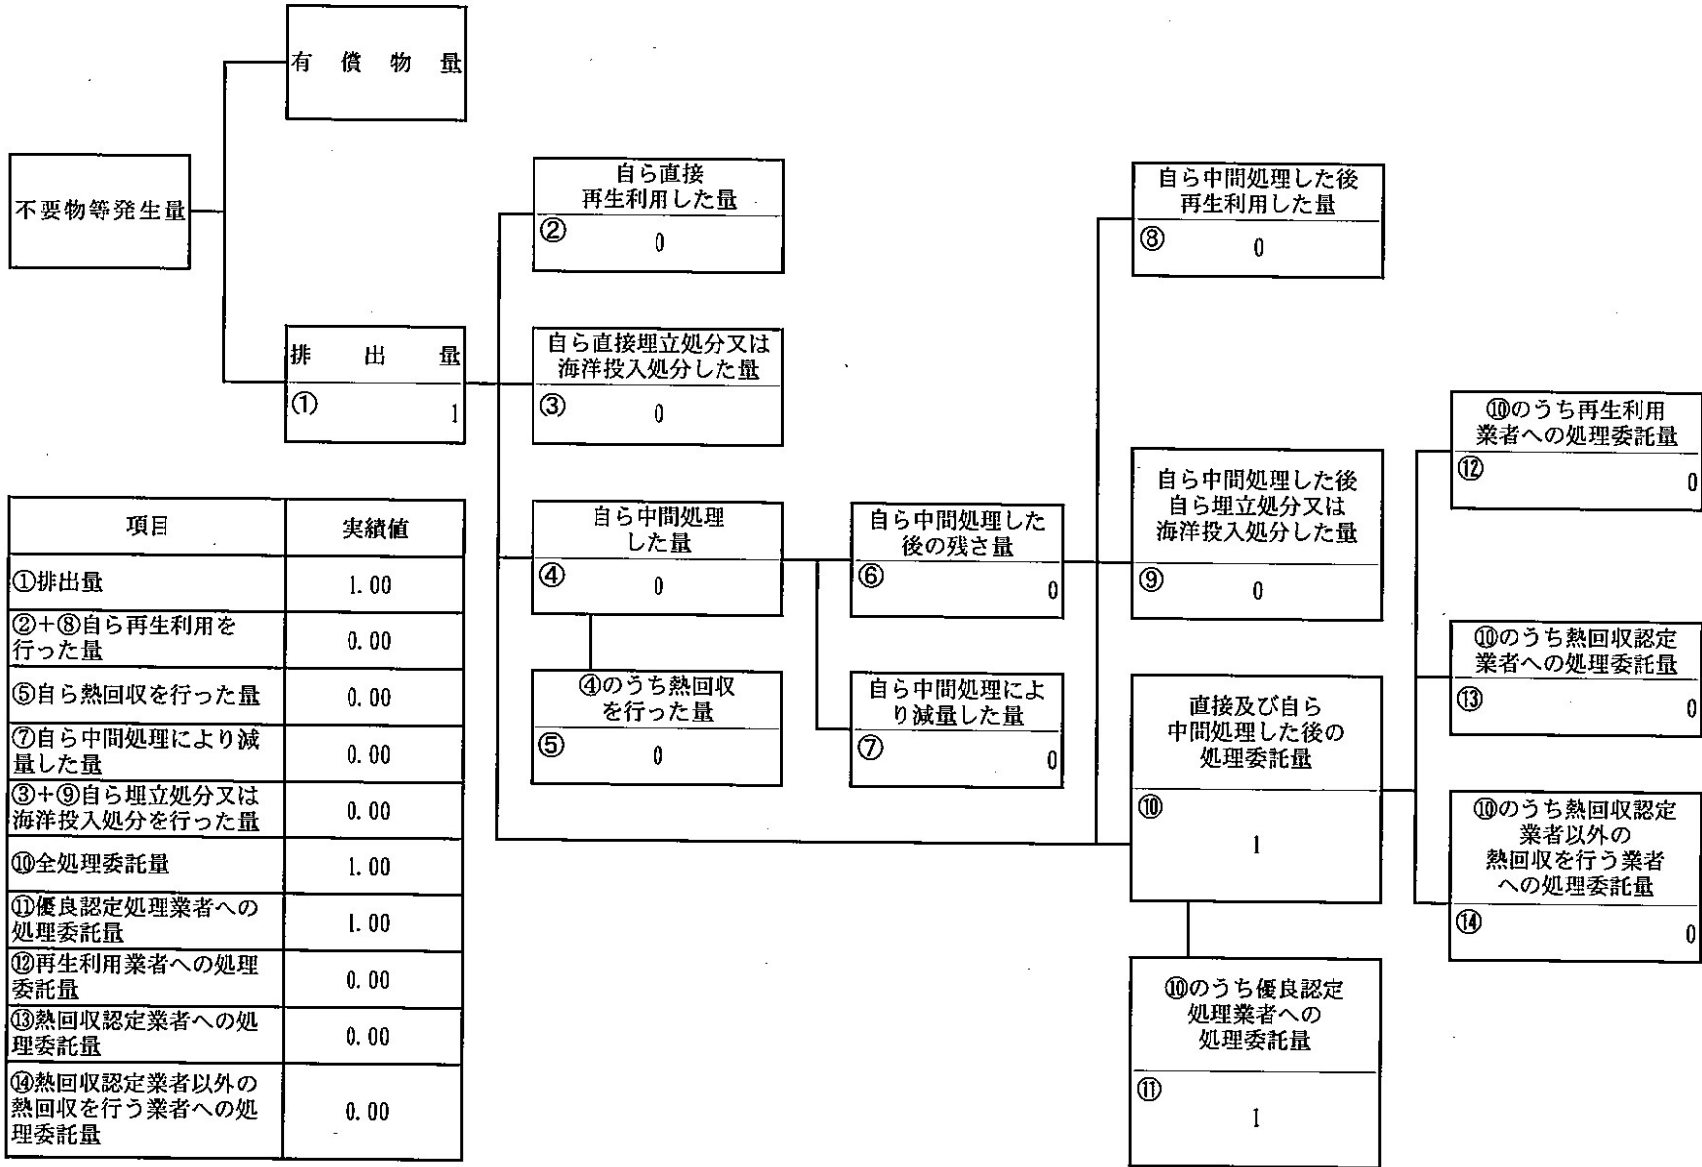 有償物量
不要物等発生量
排出量
①
1
自ら直接
再生利用した量
②
0
自ら直接埋立処分又は
海洋投入処分した量
③
0
自ら中間処理
した量
④
0
④のうち熱回収
を行った量
⑤
0
自ら中間処理した
後の残さ量
⑥
0
自ら中間処理によ
り減量した量
⑦
0
自ら中間処理した後
再生利用した量
⑧
0
自ら中間処理した後
自ら埋立処分又は
海洋投入処分した量
⑨
0
直接及び自ら
中間処理した後の
処理委託量
⑩
1
⑩のうち優良認定
処理業者への
処理委託量
⑪
1
⑩のうち再生利用
業者への処理委託量
⑫
0
⑩のうち熱回収認定
業者への処理委託量
⑬
0
⑩のうち熱回収認定
業者以外の
熱回収を行う業者
への処理委託量
⑭
0
項目 実績値
①排出量 1.00
②+⑧自ら再生利用を
行った量 0.00
⑤自ら熱回収を行った量 0.00
⑦自ら中間処理により減
量した量 0.00
③+⑨自ら埋立処分又は
海洋投入処分を行った量 0.00
⑩全処理委託量 1.00
⑪優良認定処理業者への
処理委託量 1.00
⑫再生利用業者への処理
委託量 0.00
⑬熱回収認定業者への処
理委託量 0.00
⑭熱回収認定業者以外の
熱回収を行う業者への処
理委託量 0.00